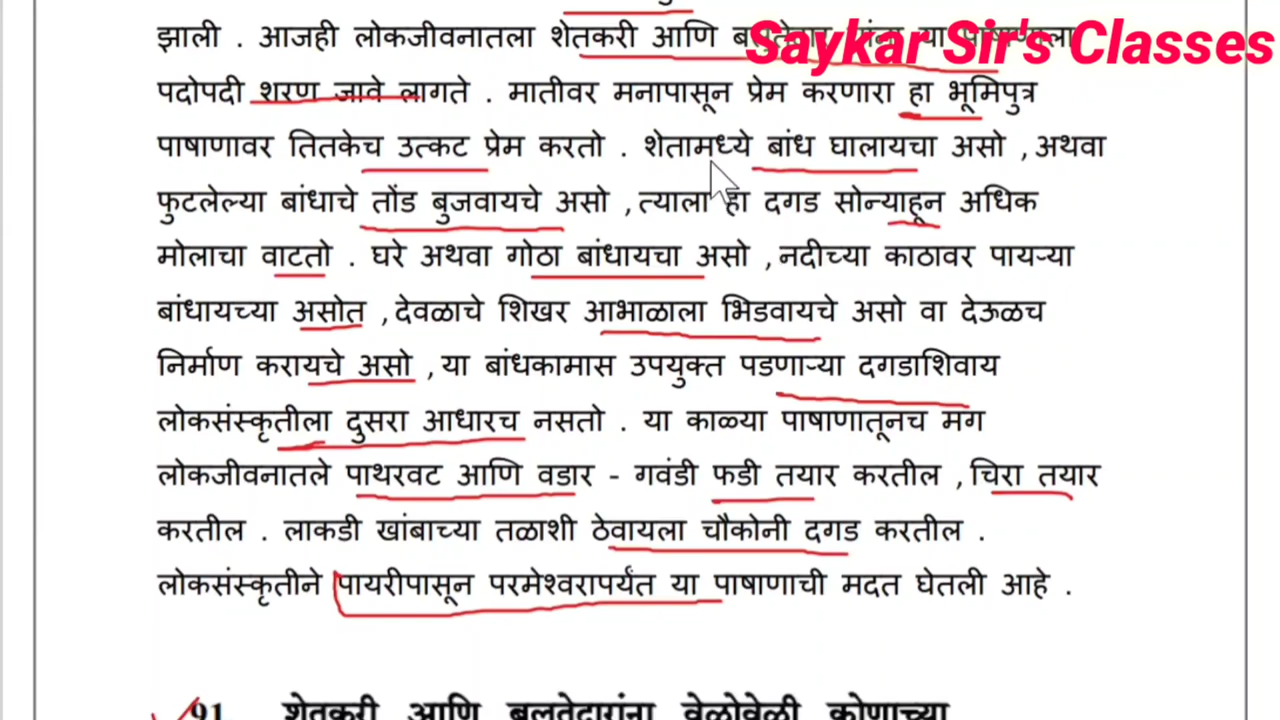 झाली . आजही लोकजीवनातला शेतकरी आणि या
Saykar Sir's Classes
पदोपदी शरण जावे लागते . मातीवर मनापासून प्रेम करणारा हा भूमिपुत्र
पाषाणावर तितकेच उत्कट प्रेम करतो . शेतामध्ये बांध घालायचा असो ,अथवा
फुटलेल्या बांधाचे तोंड बुजवायचे असो ,त्याला हा दगड सोन्याहून अधिक
मोलाचा वाटतो . घरे अथवा गोठा बांधायचा असो ,नदीच्या काठावर पायऱ्या
बांधायच्या असोत ,देवळाचे शिखर आभाळाला भिडवायचे असो वा देऊळच
निर्माण करायचे असो ,या बांधकामास उपयुक्त पडणाऱ्या दगडाशिवाय
लोकसंस्कृतीला दुसरा आधारच नसतो . या काळ्या पाषाणातूनच मग
लोकजीवनातले पाथरवट आणि वडार - गवंडी फडी तयार करतील ,चिरा तयार
करतील . लाकडी खांबाच्या तळाशी ठेवायला चौकोनी दगड करतील .
लोकसंस्कृतीने पायरीपासून परमेश्वरापर्यंत या पाषाणाची मदत घेतली आहे .
91. शेतकरी आणि बलुतेदारांना वेळोवेळी कोणाच्या